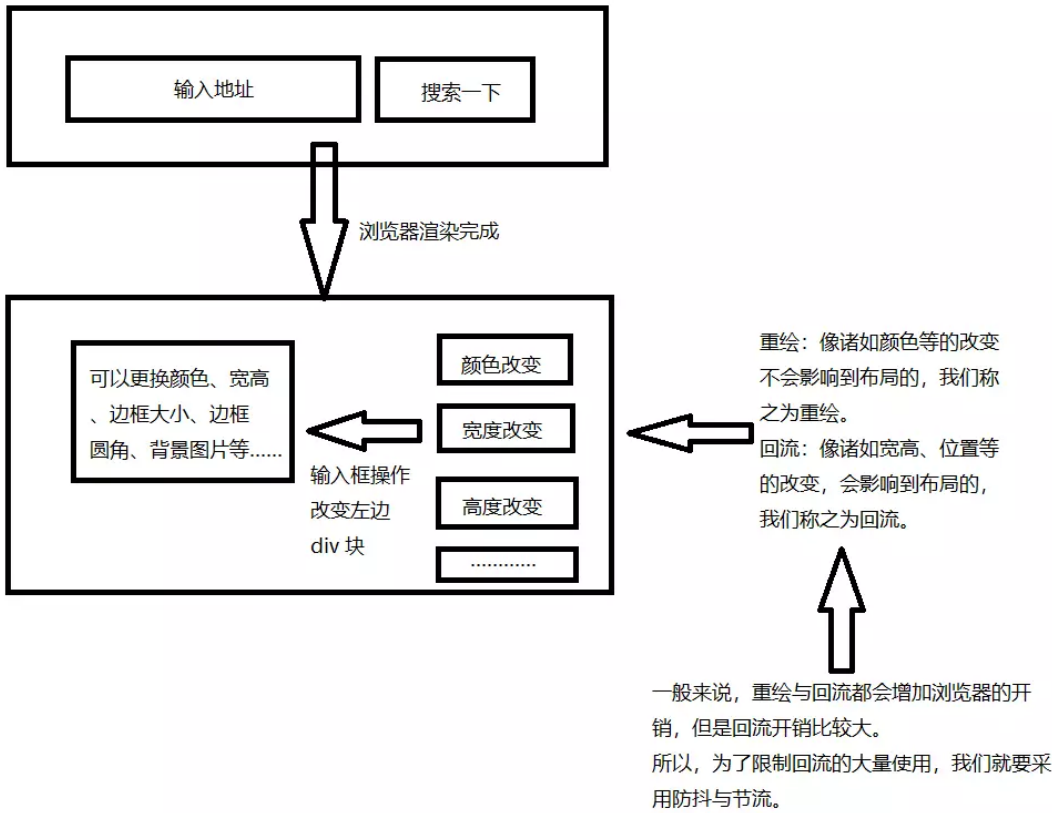 输入地址
搜索一下
浏览器渲染完成
可以更换颜色、宽高
、边框大小、边框
圆角、背景图片等......
输入框操作
改变左边
div 块
颜色改变
宽度改变
高度改变
............
重绘：像诸如颜色等的改变
不会影响到布局的，我们称
之为重绘。
回流：像诸如宽高、位置等
的改变，会影响到布局的，
我们称之为回流。
一般来说，重绘与回流都会增加浏览器的开
销，但是回流开销比较大。
所以，为了限制回流的大量使用，我们就要采
用防抖与节流。